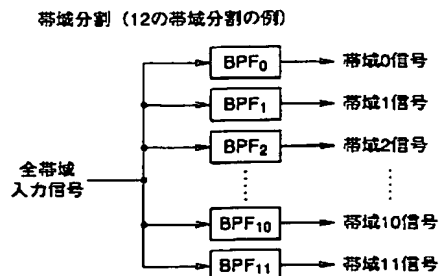 帯域分割（12の帯域分割の例）
BPF0
帯域0信号
BPF1
帯域1信号
BPF2
帯域2信号
全帯域
入力信号
BPF10
帯域10信号
BPF11
帯域11信号